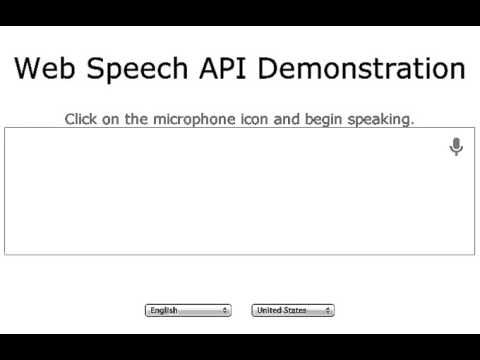 Web Speech API Demonstration
Click on the microphone icon and begin speaking.
English United States